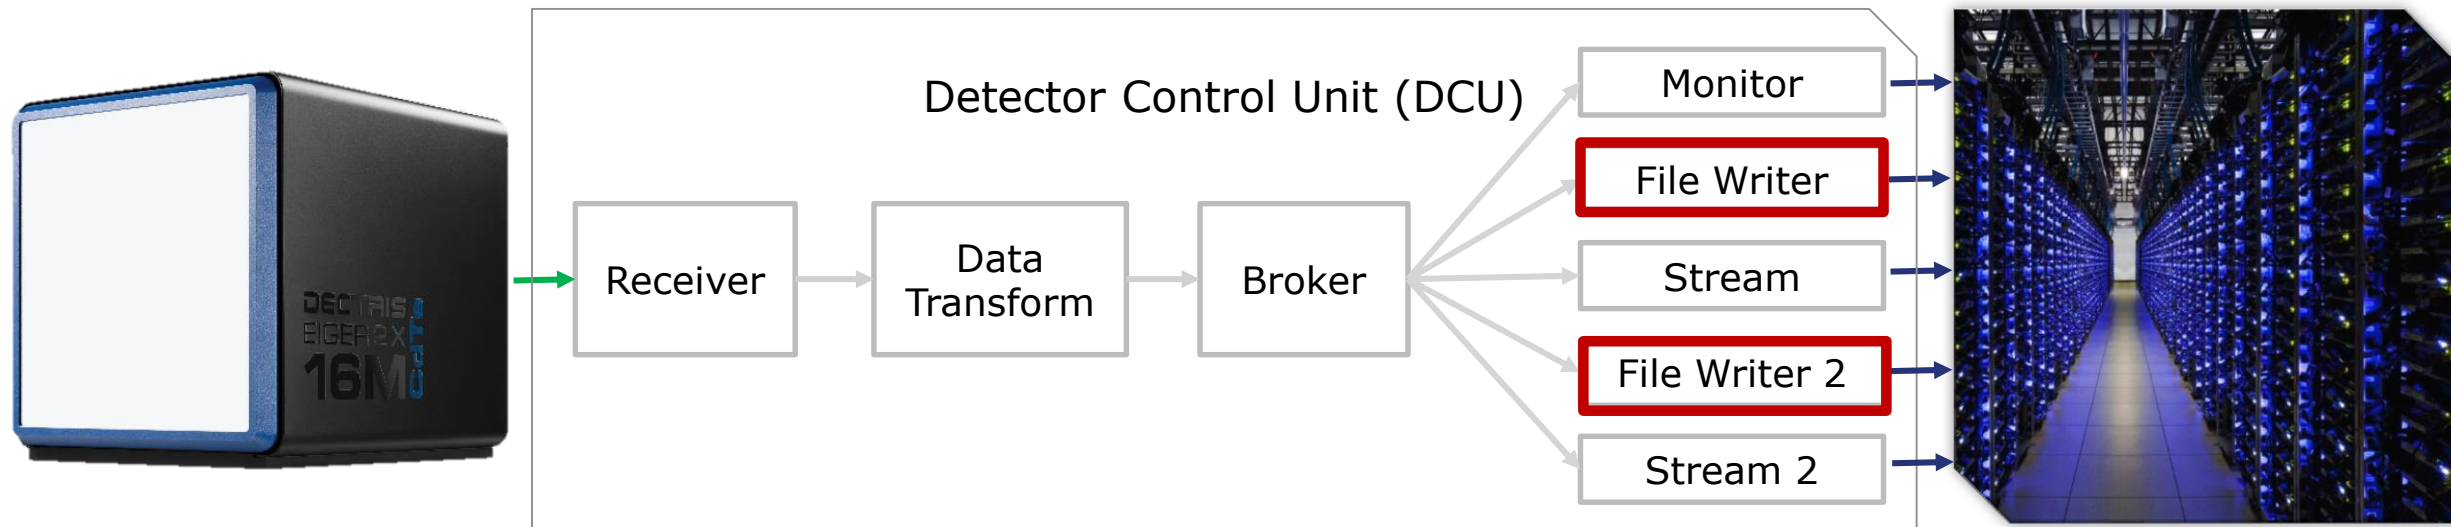 Detector Control Unit (DCU)
DECTRIS
EIGER2 X
16M
CdTe
Receiver
Data
Transform
Broker
Monitor
File Writer
Stream
File Writer 2
Stream 2